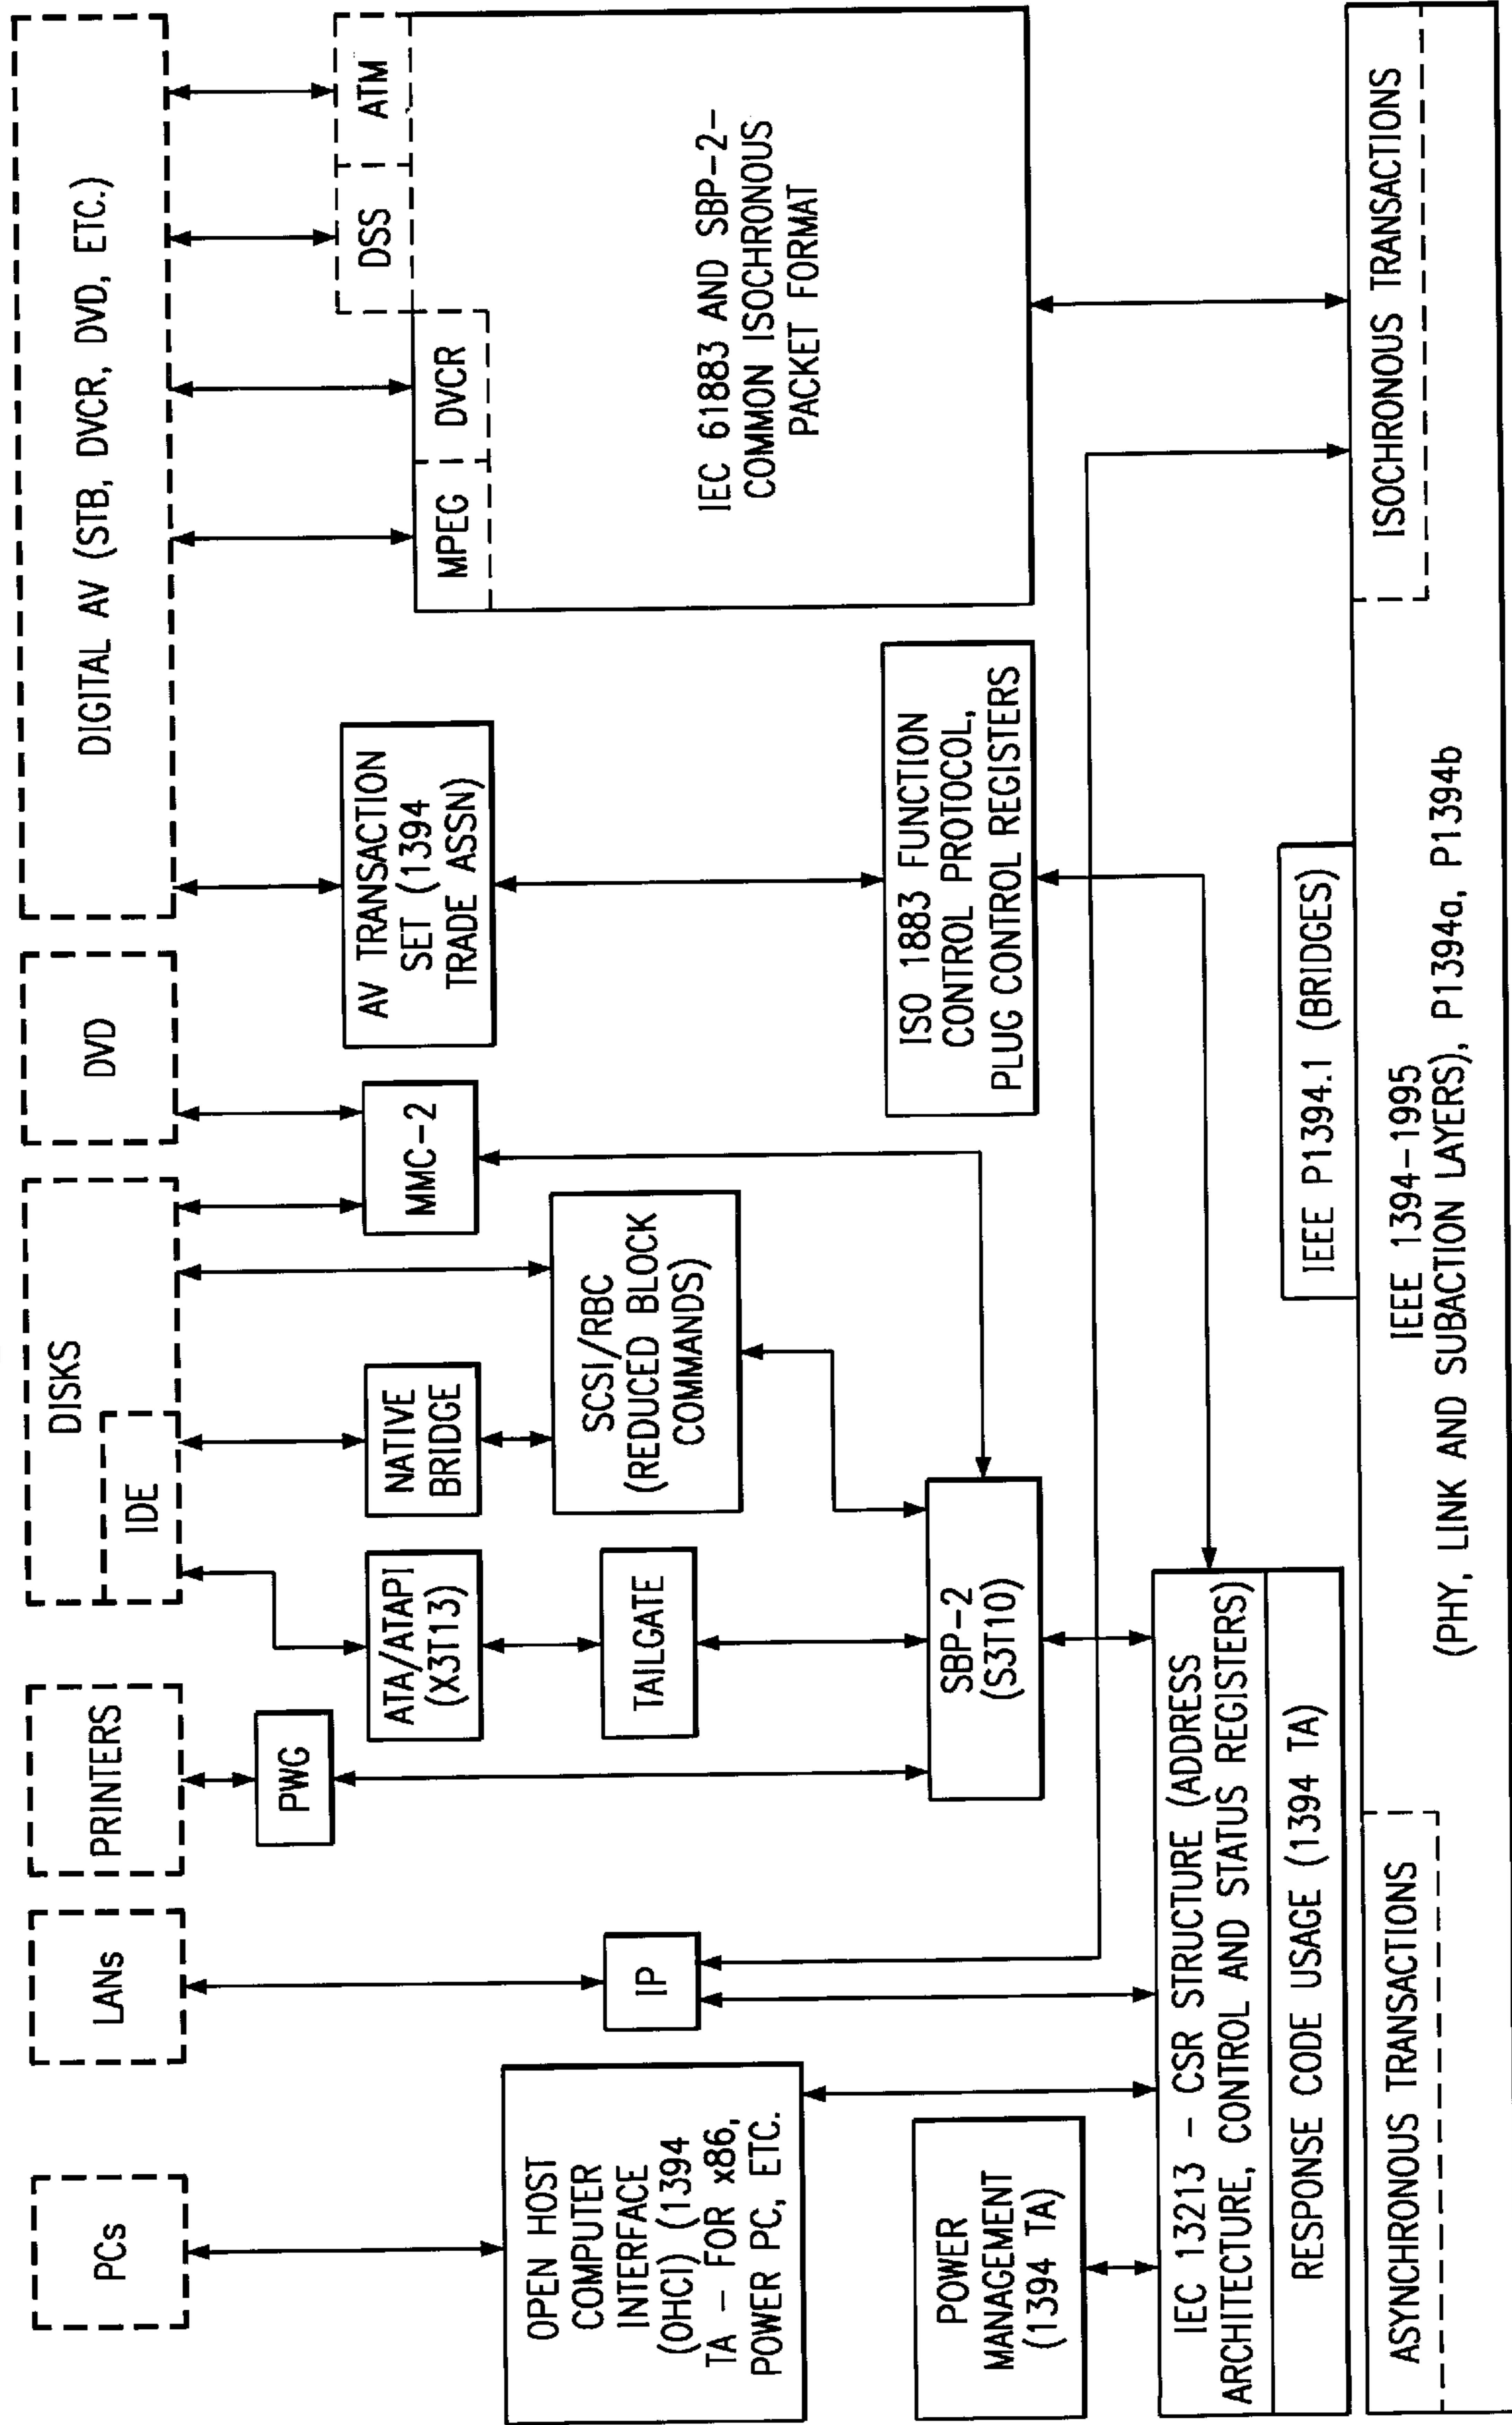 PCs
LANs
PRINTERS
DISKS
IDE
DVD
DIGITAL AV (STB, DVCR, DVD, ETC.)
PWG
ATA/ATAPI
(X3T13)
NATIVE
BRIDGE
MMC-2
AV TRANSACTION
SET (1394
TRADE ASSN)
DSS
ATM
MPEG
DVCR
OPEN HOST
COMPUTER
INTERFACE
(OHCI) (1394
TA - FOR x86,
POWER PC, ETC.
IP
TAILGATE
SCSI/RBC
(REDUCED BLOCK
COMMANDS)
IEC 61883 AND SBP-2-
COMMON ISOCHRONOUS
PACKET FORMAT
POWER
MANAGEMENT
(1394 TA)
SBP-2
(S3T10)
ISO 1883 FUNCTION
CONTROL PROTOCOL,
PLUG CONTROL REGISTERS
IEC 13213 - CSR STRUCTURE (ADDRESS
ARCHITECTURE, CONTROL AND STATUS REGISTERS)
RESPONSE CODE USAGE (1394 TA)
IEEE P1394.1 (BRIDGES)
ASYNCHRONOUS TRANSACTIONS
ISOCHRONOUS TRANSACTIONS
IEEE 1394-1995
(PHY, LINK AND SUBACTION LAYERS), P1394a, P1394b